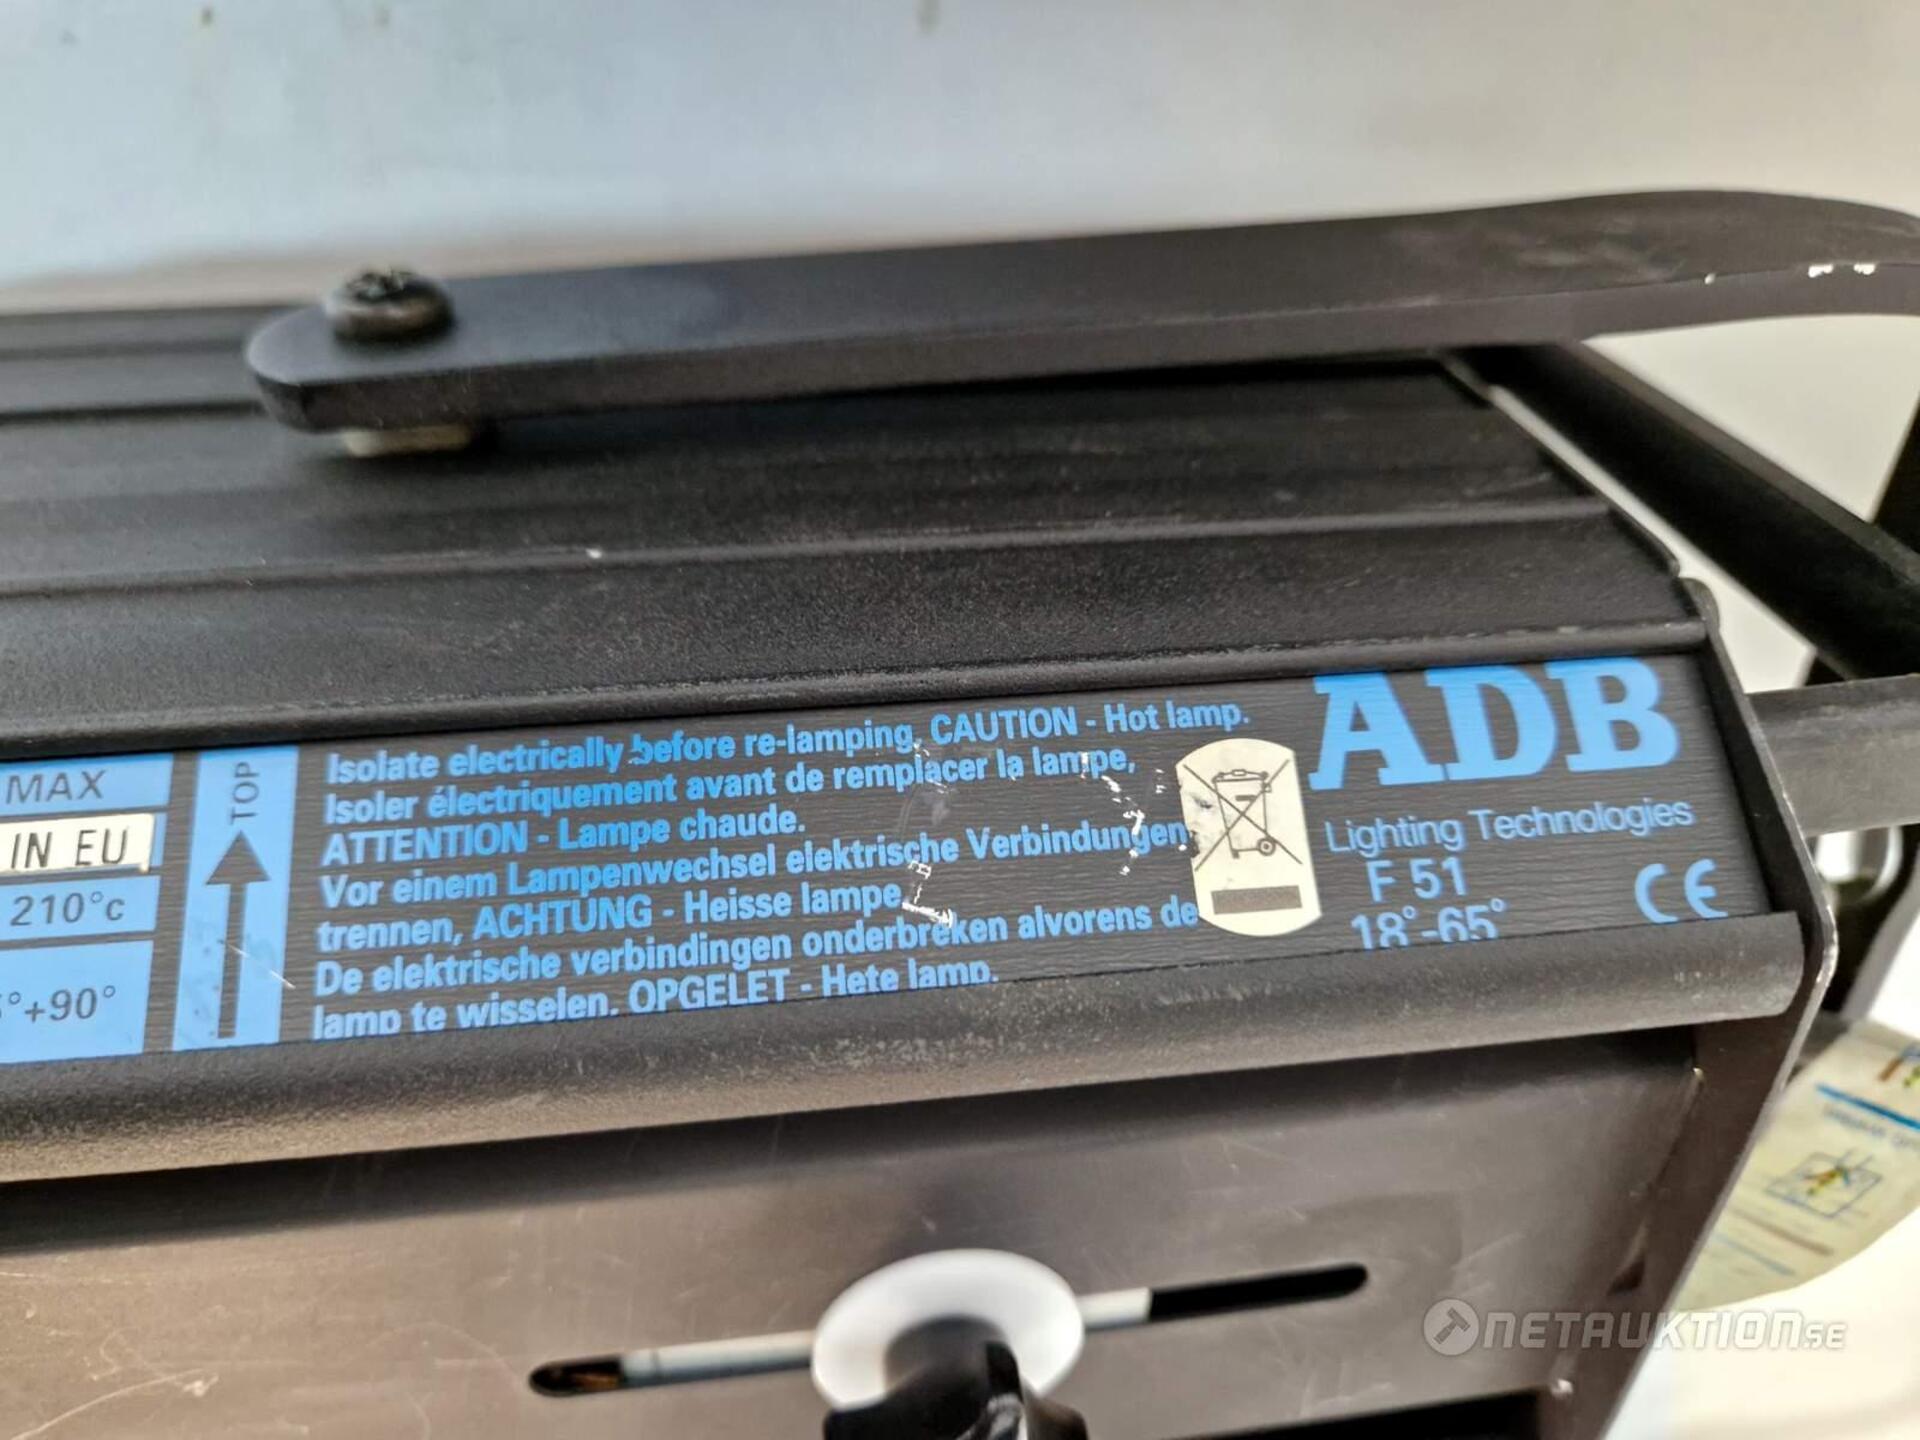 MAX
IN EU
210°c
°+90°
TOP
Isolate electrically before re-lamping, CAUTION - Hot lamp.
Isoler électriquement avant de remplacer la lampe,
ATTENTION - Lampe chaude.
Vor einem Lampenwechsel elektrische Verbindungen
trennen, ACHTUNG - Heisse lampe
De elektrische verbindingen onderbreken alvorens de
lamp te wisselen. OPGELET - Hete lamp.
ADB
Lighting Technologies
F 51
18°-65°
CE
NETAUKTION.SE